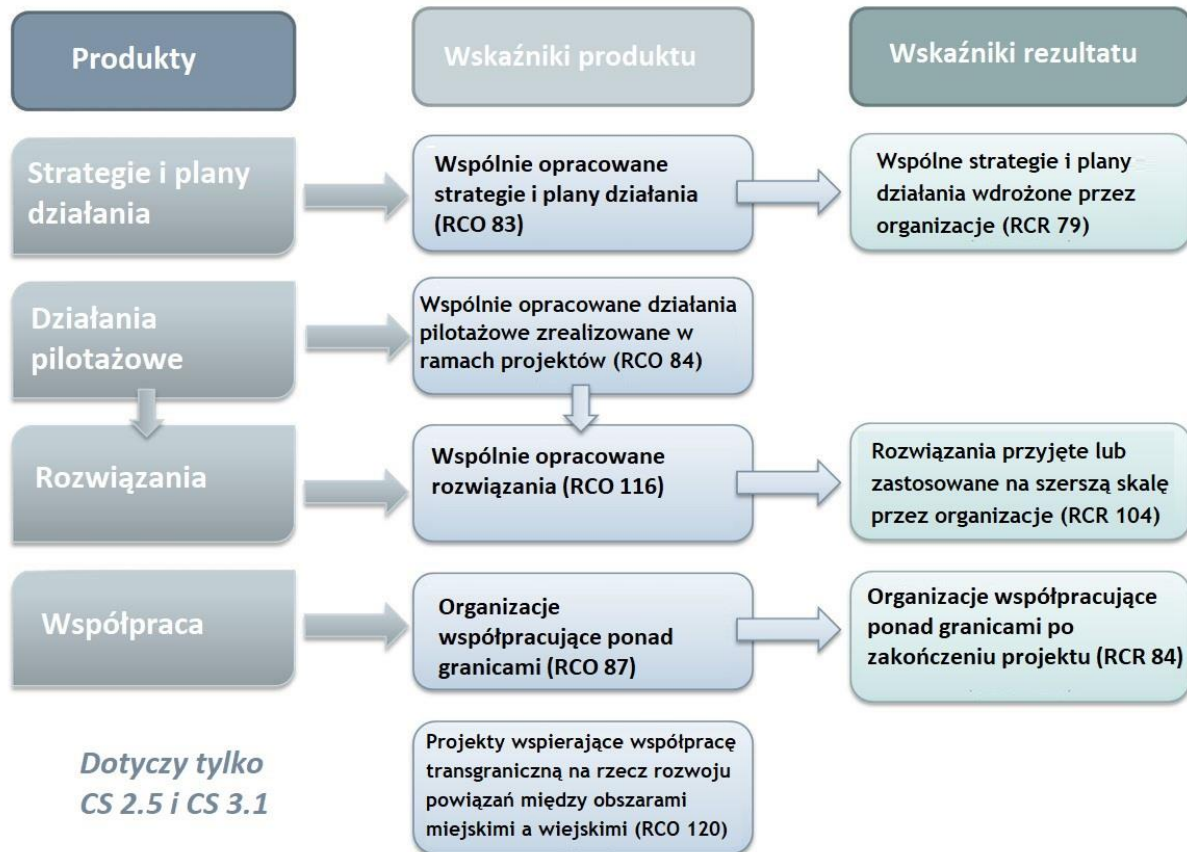 Produkty
Wskaźniki produktu
Wskaźniki rezultatu
Strategie i plany
działania
Wspólnie opracowane
strategie i plany działania
(RCO 83)
Wspólne strategie i plany
działania wdrożone przez
organizacje (RCR 79)
Działania
pilotażowe
Wspólnie opracowane działania
pilotażowe zrealizowane w
ramach projektów (RCO 84)
Rozwiązania
Wspólnie opracowane
rozwiązania (RCO 116)
Rozwiązania przyjęte lub
zastosowane na szerszą skalę
przez organizacje (RCR 104)
Współpraca
Organizacje
współpracujące ponad
granicami (RCO 87)
Organizacje współpracujące
ponad granicami po
zakończeniu projektu (RCR 84)
Dotyczy tylko
CS 2.5 i CS 3.1
Projekty wspierające współpracę
transgraniczną na rzecz rozwoju
powiązań między obszarami
miejskimi a wiejskimi (RCO 120)